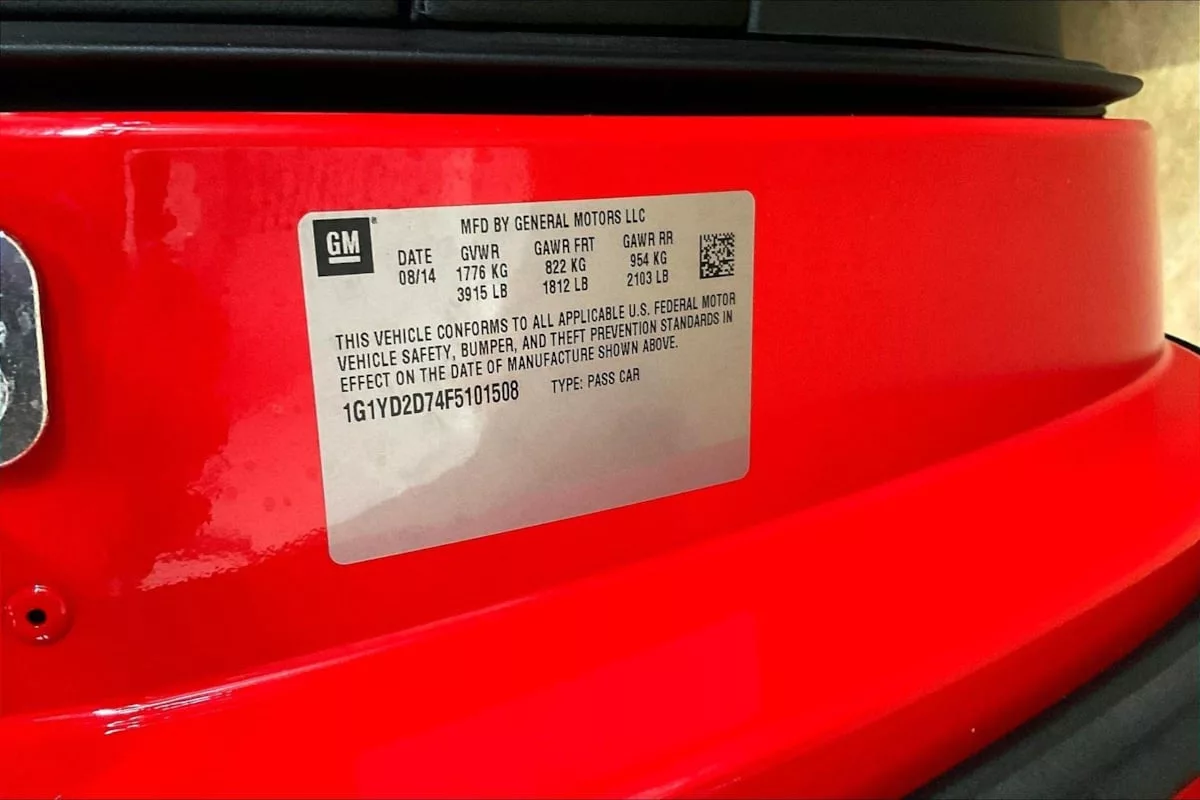 GM®
MFD BY GENERAL MOTORS LLC
DATE GVWR GAWR FRT GAWR RR
08/14 1776 KG 822 KG 954 KG
3915 LB 1812 LB 2103 LB
THIS VEHICLE CONFORMS TO ALL APPLICABLE U.S. FEDERAL MOTOR
VEHICLE SAFETY, BUMPER, AND THEFT PREVENTION STANDARDS IN
EFFECT ON THE DATE OF MANUFACTURE SHOWN ABOVE.
1G1YD2D74F5101508 TYPE: PASS CAR